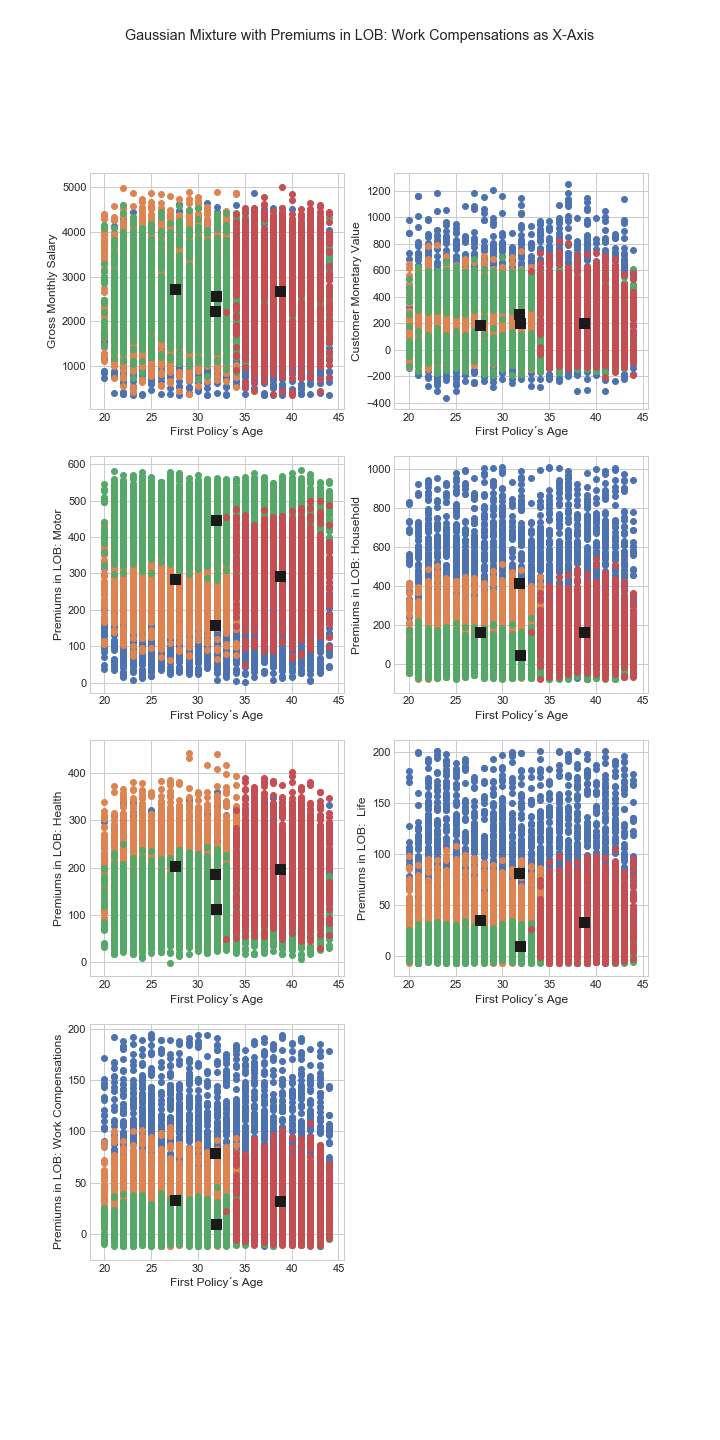 Gaussian Mixture with Premiums in LOB: Work Compensations as X-Axis
Gross Monthly Salary
5000
4000
3000
2000
1000
20 25 30 35 40 45
First Policy´s Age
Customer Monetary Value
1200
1000
800
600
400
200
0
−200
−400
20 25 30 35 40 45
First Policy´s Age
Premiums in LOB: Motor
600
500
400
300
200
100
0
20 25 30 35 40 45
First Policy´s Age
Premiums in LOB: Household
1000
800
600
400
200
0
20 25 30 35 40 45
First Policy´s Age
Premiums in LOB: Health
400
300
200
100
0
20 25 30 35 40 45
First Policy´s Age
Premiums in LOB:  Life
200
150
100
50
0
20 25 30 35 40 45
First Policy´s Age
Premiums in LOB: Work Compensations
200
150
100
50
0
20 25 30 35 40 45
First Policy´s Age